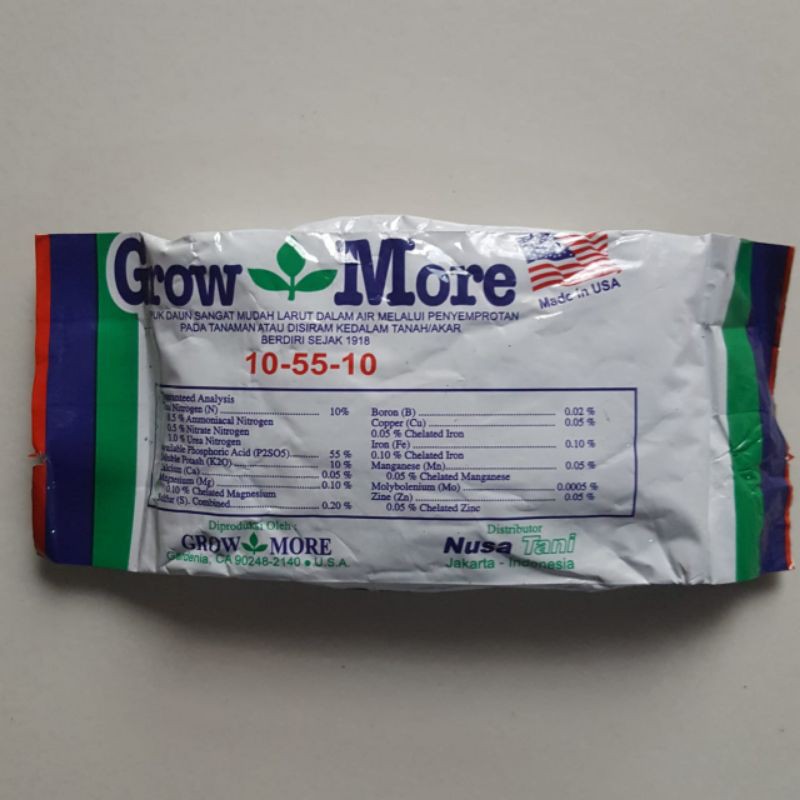 Grow More
Made in USA
PUK DAUN SANGAT MUDAH LARUT DALAM AIR MELALUI PENYEMPROTAN
PADA TANAMAN ATAU DISIRAM KEDALAM TANAH/AKAR
BERDIRI SEJAK 1918
10-55-10
Guaranteed Analysis
Nitrogen (N) 10%
8.5 % Ammoniacal Nitrogen
0.5 % Nitrate Nitrogen
1.0 % Urea Nitrogen
Available Phosphoric Acid (P2SO5) 55 %
Soluble Potash (K2O) 10 %
Calcium (Ca) 0.05 %
Magnesium (Mg) 0.10 %
0.10 % Chelated Magnesium
Sulfur (S). Combined 0.20 %
Boron (B) 0.02 %
Copper (Cu) 0.05 %
0.05 % Chelated Iron
Iron (Fe) 0.10 %
0.10 % Chelated Iron
Manganese (Mn) 0.05 %
0.05 % Chelated Manganese
Molybolenium (Mo) 0.0005 %
Zine (Zn) 0.05 %
0.05 % Chelated Zinc
Diproduksi Oleh :
GROW MORE
Gardenia, CA 90248-2140 • U.S.A.
Distributor
Nusa Tani
Jakarta - Indonesia